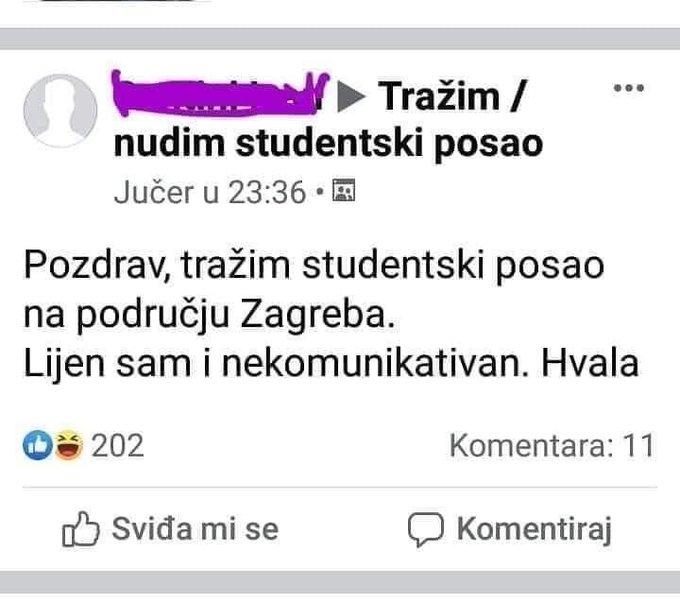 Tražim /
nudim studentski posao
Jučer u 23:36 •
Pozdrav, tražim studentski posao
na području Zagreba.
Lijen sam i nekomunikativan. Hvala
202
Komentara: 11
Sviđa mi se
Komentiraj